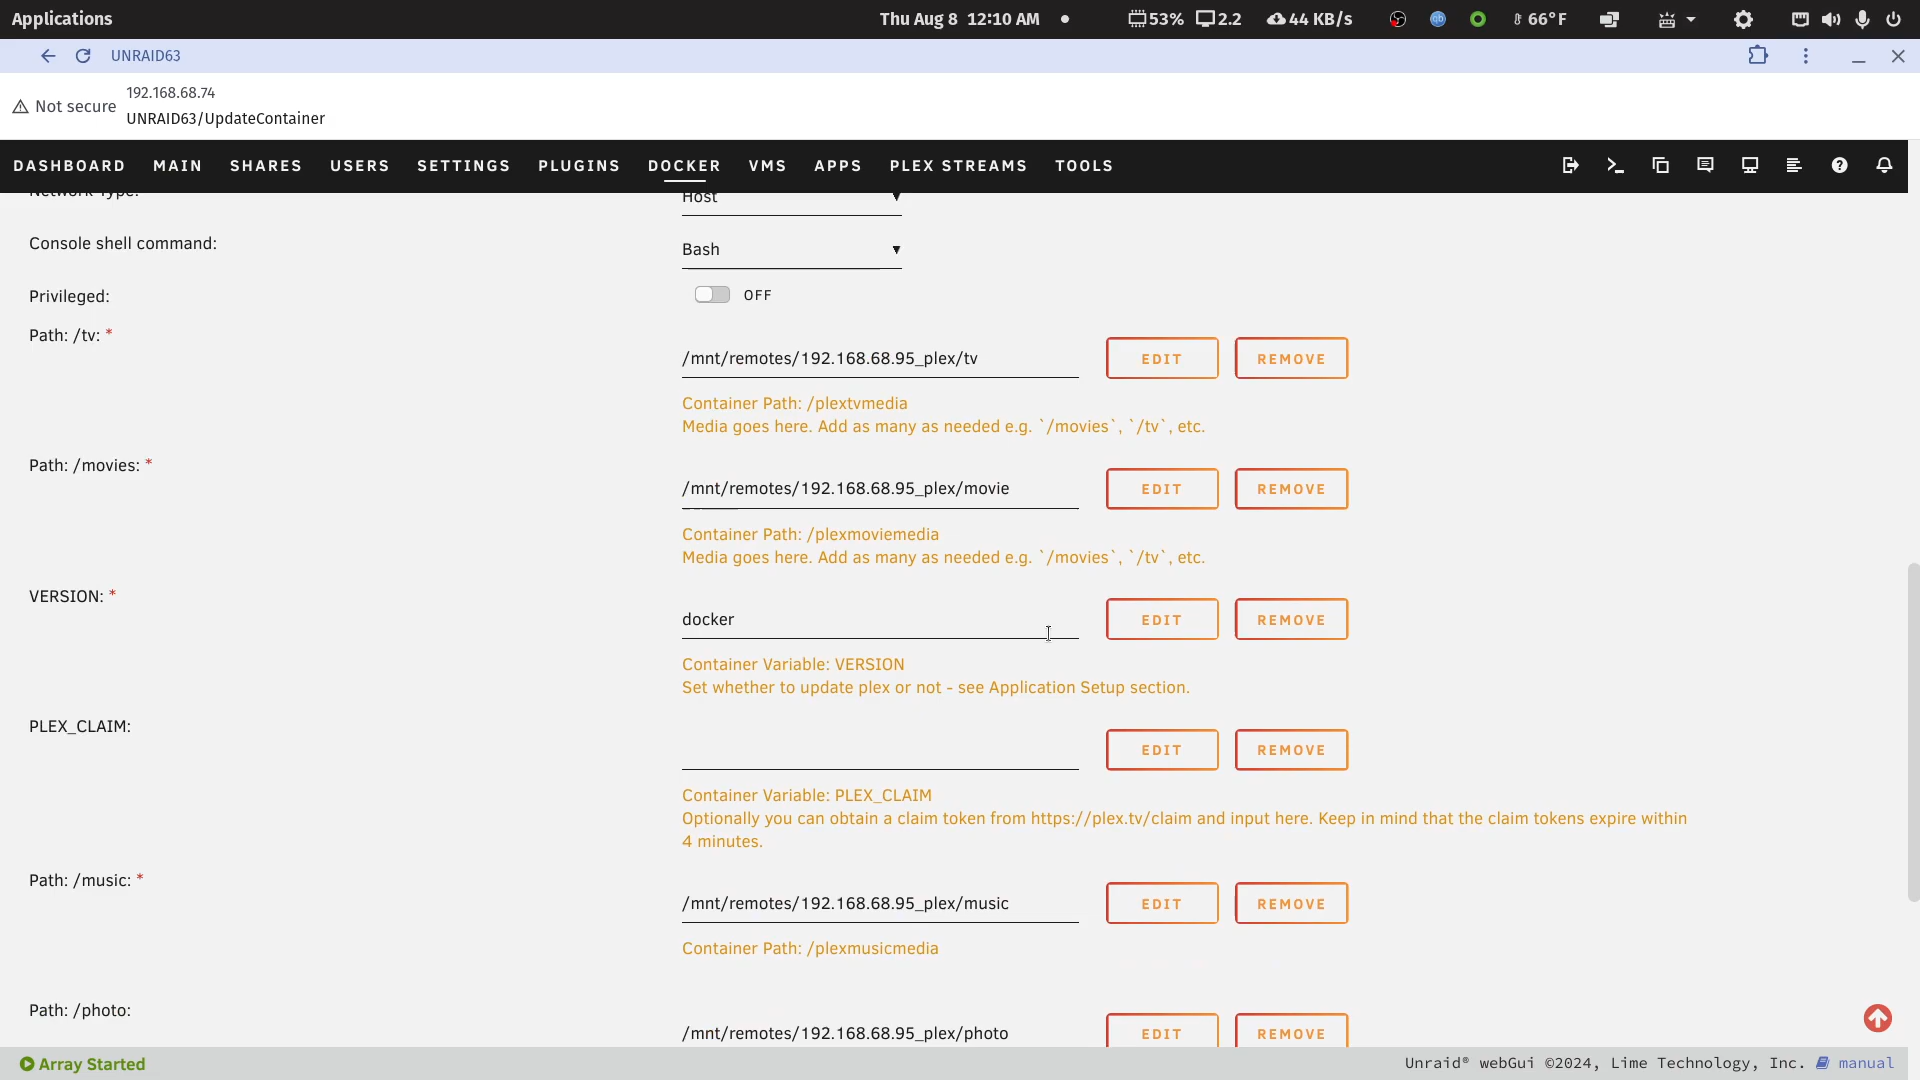 Applications
Thu Aug 8 12:10 AM
53%
2.2
44 KB/s
66°F
UNRAID63
192.168.68.74
Not secure
UNRAID63/UpdateContainer
DASHBOARD MAIN SHARES USERS SETTINGS PLUGINS DOCKER VMS APPS PLEX STREAMS TOOLS
Network Type:
Host
Console shell command:
Bash
Privileged:
OFF
Path: /tv: *
/mnt/remotes/192.168.68.95_plex/tv
EDIT
REMOVE
Container Path: /plextvmedia
Media goes here. Add as many as needed e.g. `/movies`, `/tv`, etc.
Path: /movies: *
/mnt/remotes/192.168.68.95_plex/movie
EDIT
REMOVE
Container Path: /plexmoviemedia
Media goes here. Add as many as needed e.g. `/movies`, `/tv`, etc.
VERSION: *
docker
EDIT
REMOVE
Container Variable: VERSION
Set whether to update plex or not - see Application Setup section.
PLEX_CLAIM:
EDIT
REMOVE
Container Variable: PLEX_CLAIM
Optionally you can obtain a claim token from https://plex.tv/claim and input here. Keep in mind that the claim tokens expire within
4 minutes.
Path: /music: *
/mnt/remotes/192.168.68.95_plex/music
EDIT
REMOVE
Container Path: /plexmusicmedia
Path: /photo:
/mnt/remotes/192.168.68.95_plex/photo
EDIT
REMOVE
Array Started
Unraid® webGui ©2024, Lime Technology, Inc. manual